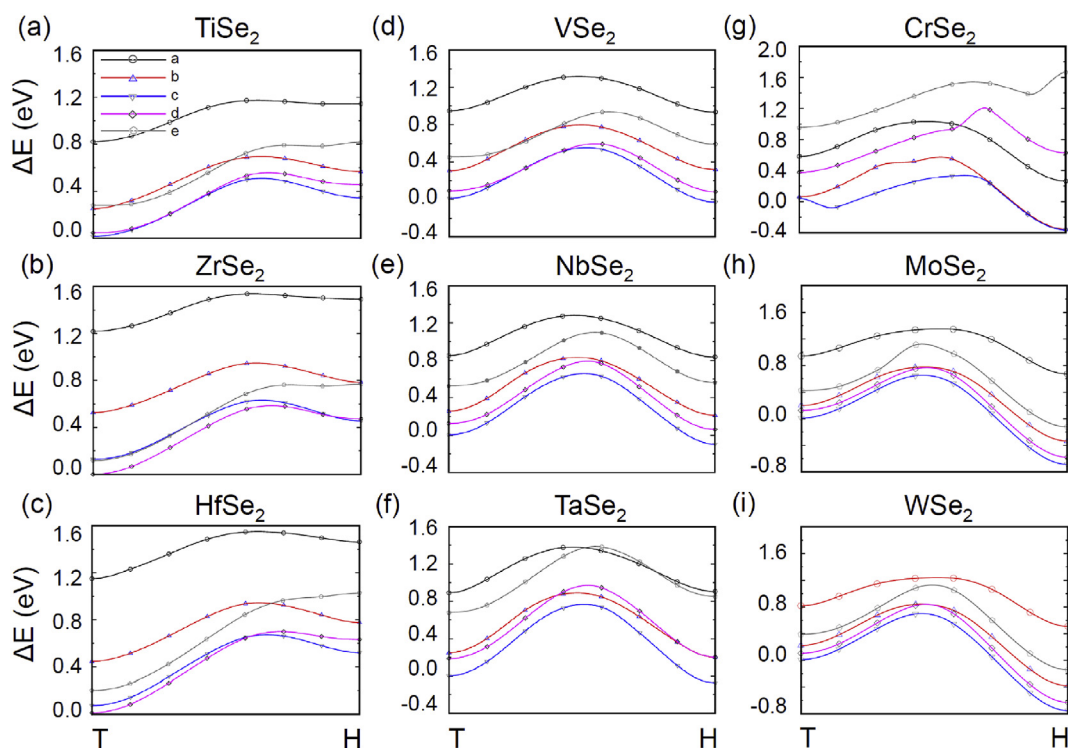 (a) TiSe2
ΔE (eV)
1.6
1.2
0.8
0.4
0.0
a
b
c
d
e
(d) VSe2
1.6
1.2
0.8
0.4
0.0
-0.4
(g) CrSe2
2.0
1.6
1.2
0.8
0.4
0.0
-0.4
(b) ZrSe2
ΔE (eV)
1.6
1.2
0.8
0.4
0.0
(e) NbSe2
1.6
1.2
0.8
0.4
0.0
-0.4
(h) MoSe2
1.6
0.8
0.0
-0.8
(c) HfSe2
ΔE (eV)
1.6
1.2
0.8
0.4
0.0
T H
(f) TaSe2
1.6
1.2
0.8
0.4
0.0
-0.4
T H
(i) WSe2
1.6
0.8
0.0
-0.8
T H